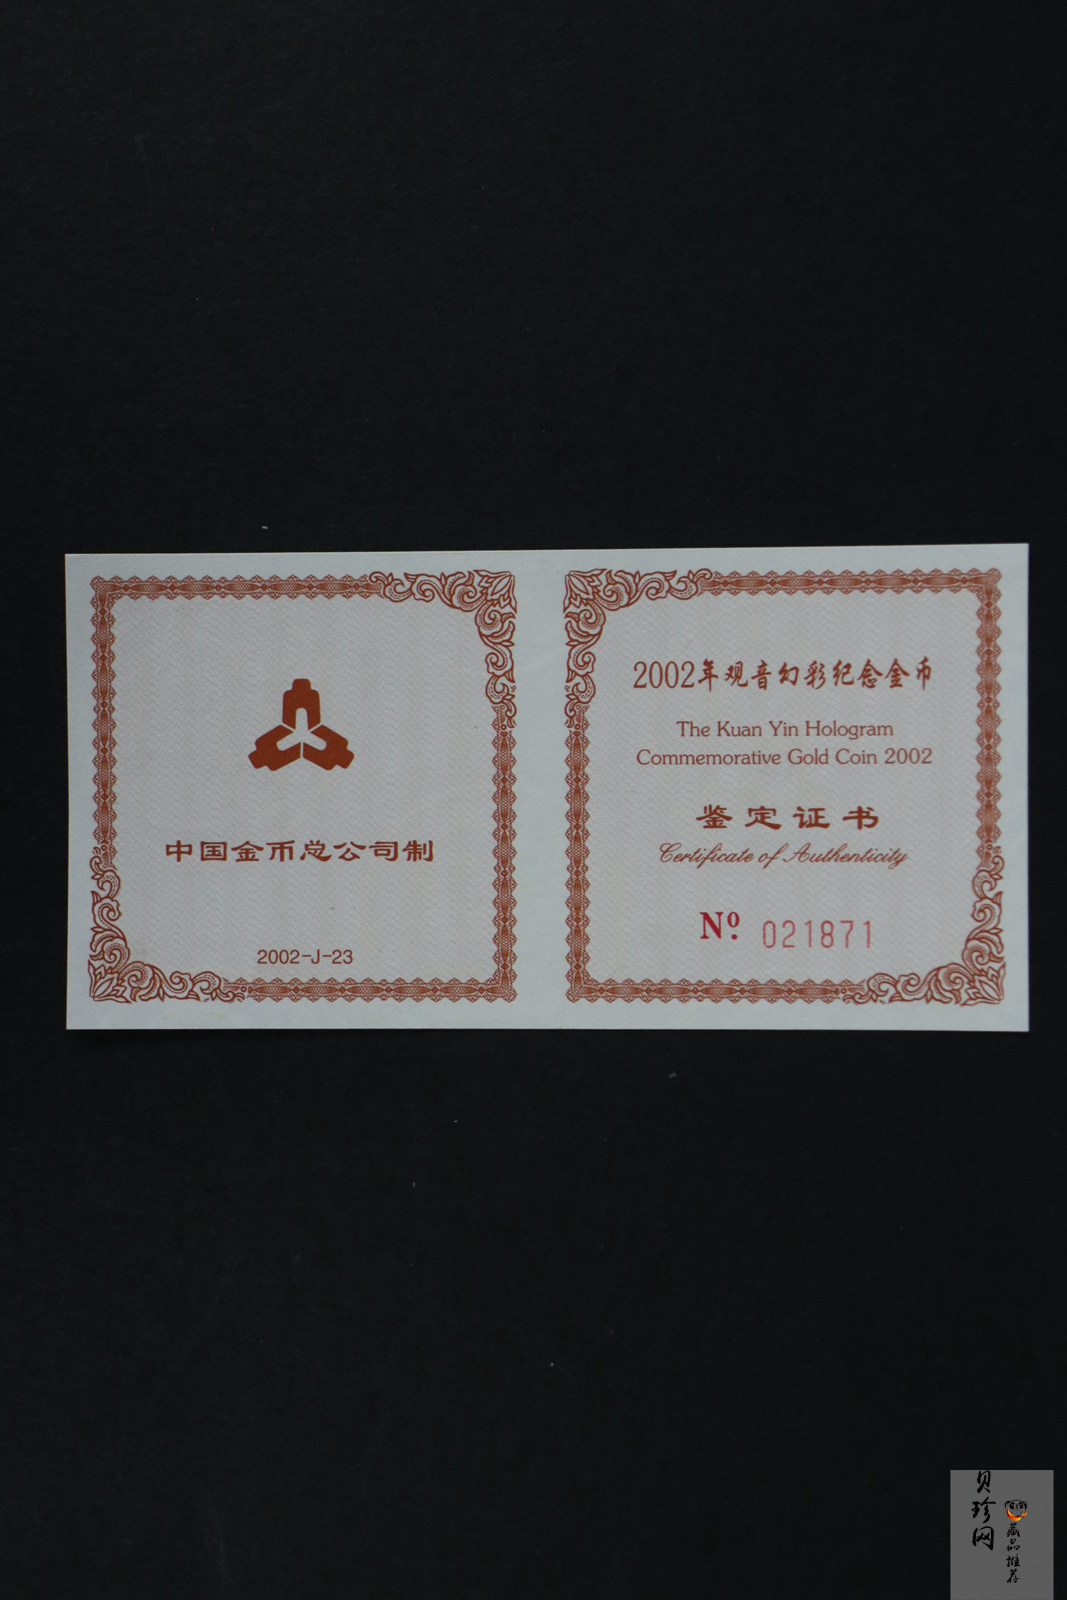 中国金币总公司制
2002-J-23
2002年观音幻彩纪念金币
The Kuan Yin Hologram
Commemorative Gold Coin 2002
鉴定证书
Certificate of Authenticity
Nº 021871
贝珍网
藏品推荐